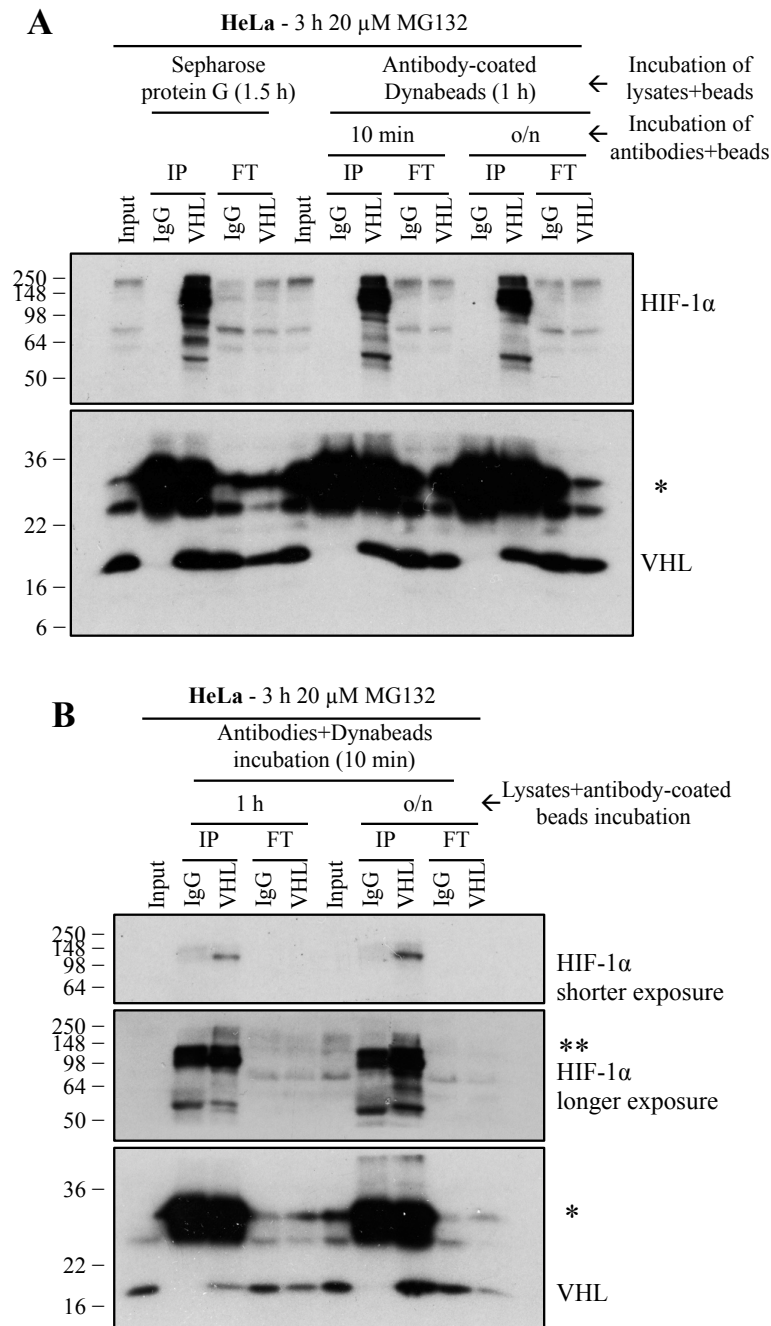 A
HeLa - 3 h 20 µM MG132
Sepharose
protein G (1.5 h)
Antibody-coated
Dynabeads (1 h)
← Incubation of
lysates+beads
10 min
o/n
← Incubation of
antibodies+beads
IP
FT
IP
FT
IP
FT
Input
IgG
VHL
IgG
VHL
Input
IgG
VHL
IgG
VHL
IgG
VHL
IgG
VHL
250
148
98
64
50
HIF-1α
36
22
16
6
*
VHL
B
HeLa - 3 h 20 µM MG132
Antibodies+Dynabeads
incubation (10 min)
1 h
o/n
← Lysates+antibody-coated
beads incubation
IP
FT
IP
FT
Input
IgG
VHL
IgG
VHL
Input
IgG
VHL
IgG
VHL
250
148
98
64
HIF-1α
shorter exposure
250
148
98
64
50
**
HIF-1α
longer exposure
36
22
16
*
VHL